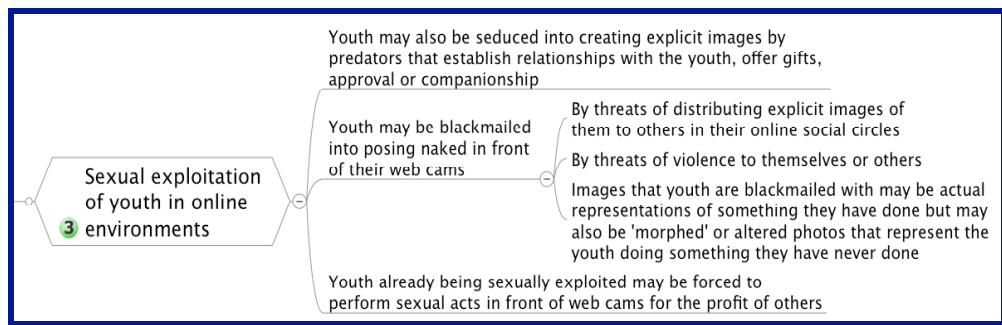 Youth may also be seduced into creating explicit images by
predators that establish relationships with the youth, offer gifts,
approval or companionship
Youth may be blackmailed
into posing naked in front
of their web cams
By threats of distributing explicit images of
them to others in their online social circles
By threats of violence to themselves or others
Images that youth are blackmailed with may be actual
representations of something they have done but may
also be 'morphed' or altered photos that represent the
youth doing something they have never done
Sexual exploitation
of youth in online
3 environments
Youth already being sexually exploited may be forced to
perform sexual acts in front of web cams for the profit of others